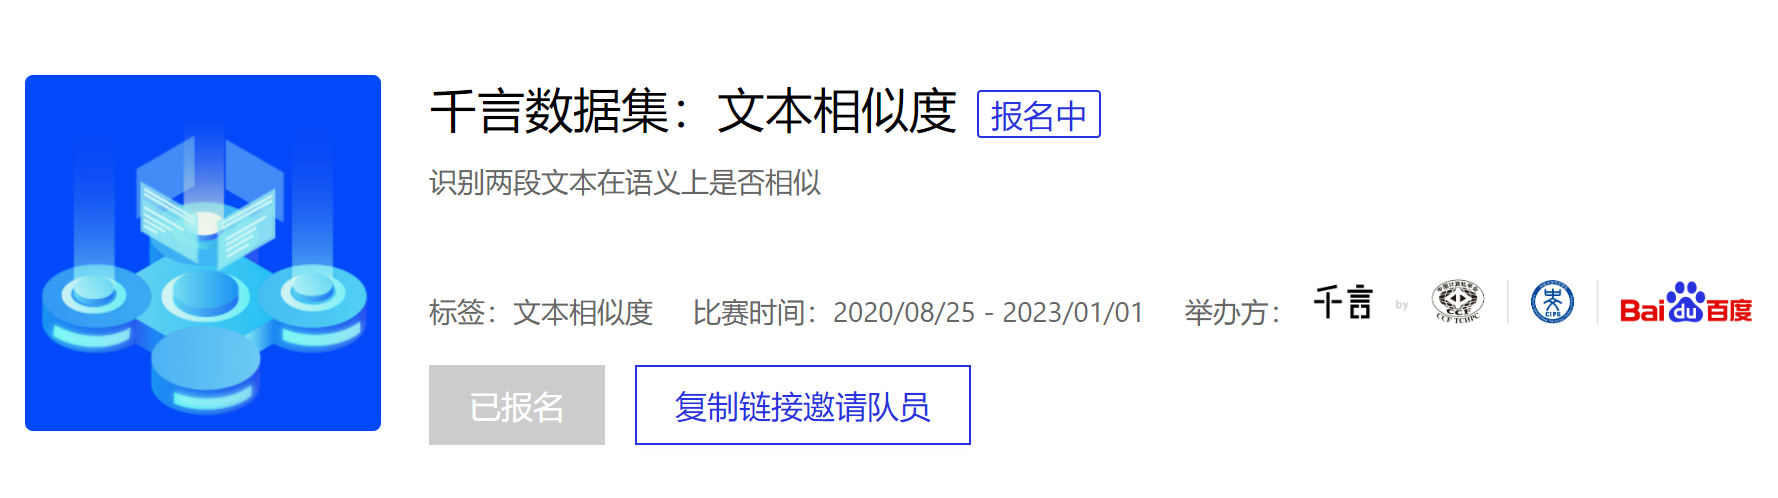 千言数据集：文本相似度 报名中
识别两段文本在语义上是否相似
标签：文本相似度 比赛时间：2020/08/25 - 2023/01/01 举办方： 千言 by CCF CCF TCHPC CIPS Bai du 百度
已报名 复制链接邀请队员